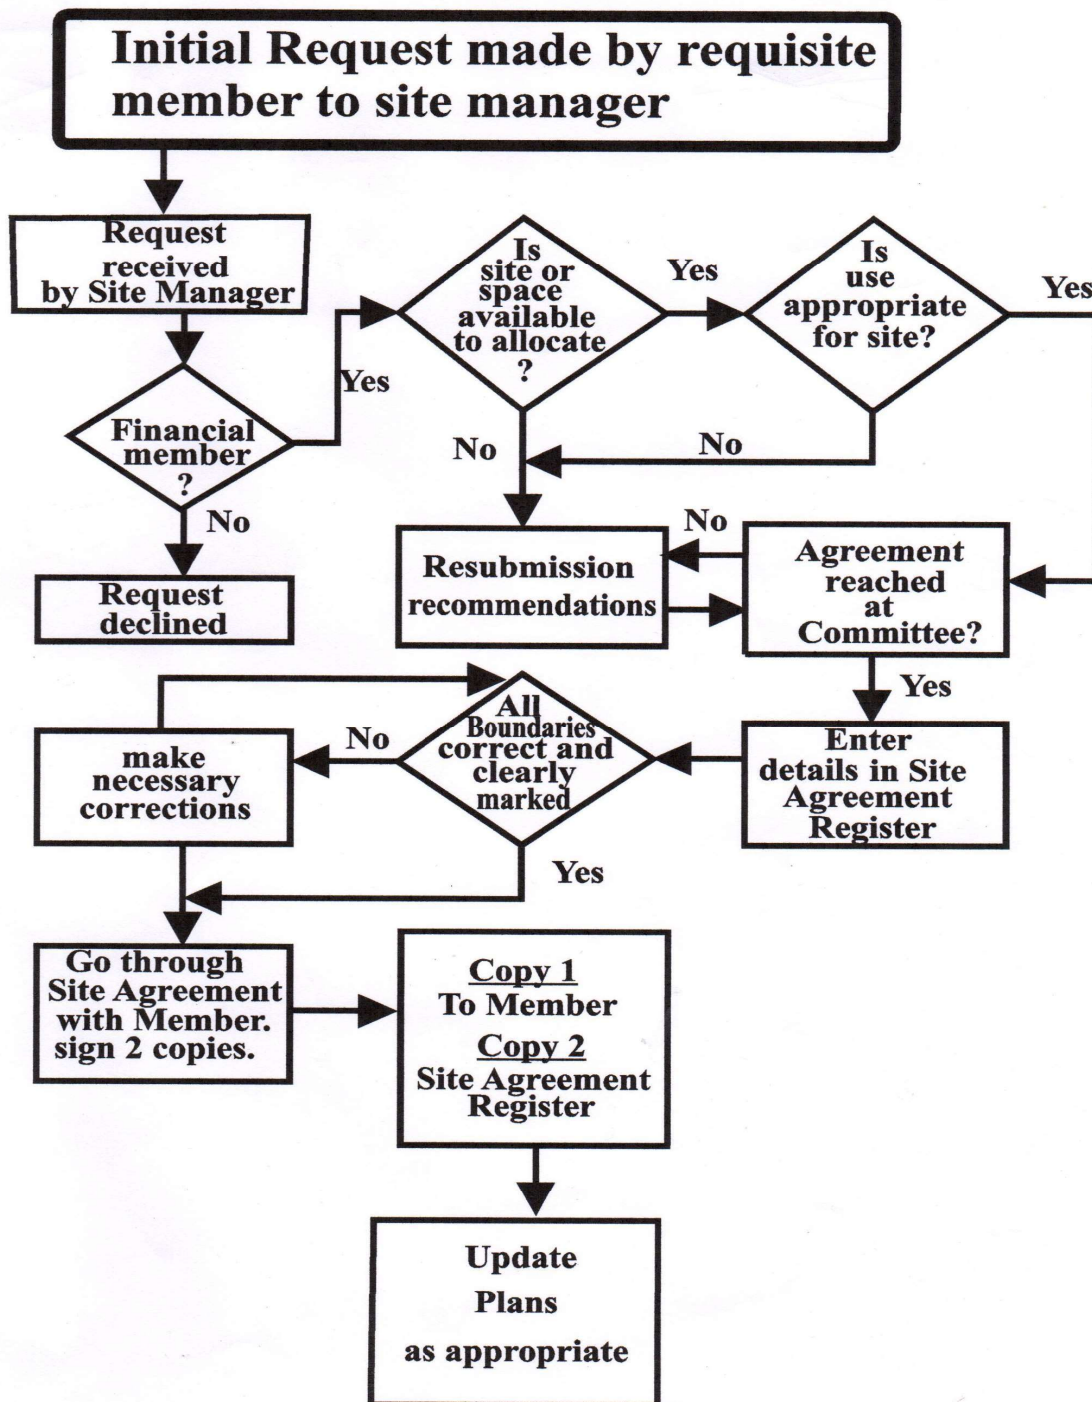 Initial Request made by requisite
member to site manager
Request
received
by Site Manager
Financial
member
?
Yes
No
Request
declined
Is
site or
space
available
to allocate
?
Yes
No
Is
use
appropriate
for site?
Yes
No
Resubmission
recommendations
No
Agreement
reached
at
Committee?
Yes
Enter
details in Site
Agreement
Register
All
Boundaries
correct and
clearly
marked
No
make
necessary
corrections
Yes
Go through
Site Agreement
with Member.
sign 2 copies.
Copy 1
To Member
Copy 2
Site Agreement
Register
Update
Plans
as appropriate